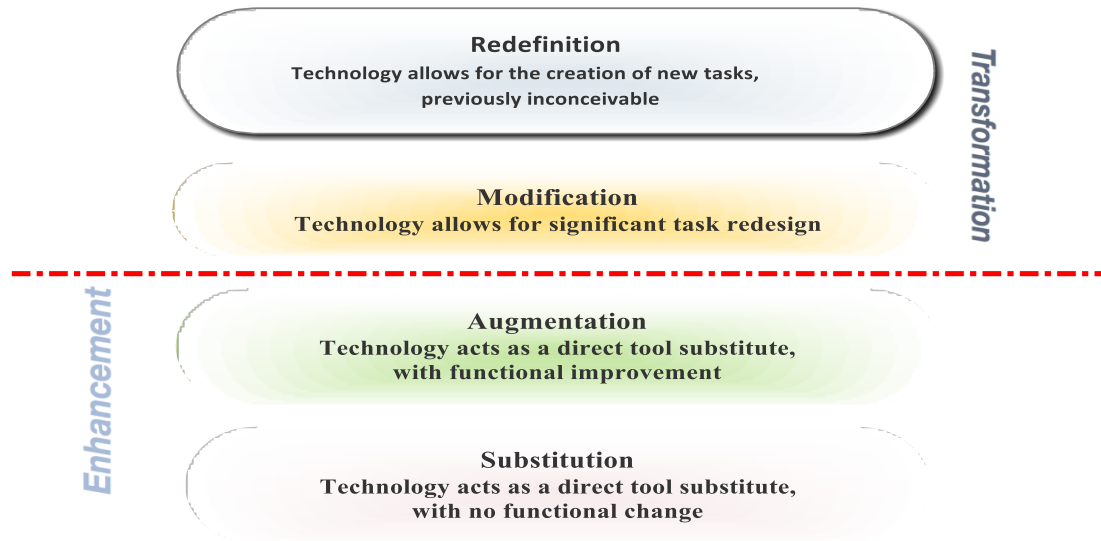 Redefinition
Technology allows for the creation of new tasks,
previously inconceivable
Transformation
Modification
Technology allows for significant task redesign
Enhancement
Augmentation
Technology acts as a direct tool substitute,
with functional improvement
Substitution
Technology acts as a direct tool substitute,
with no functional change